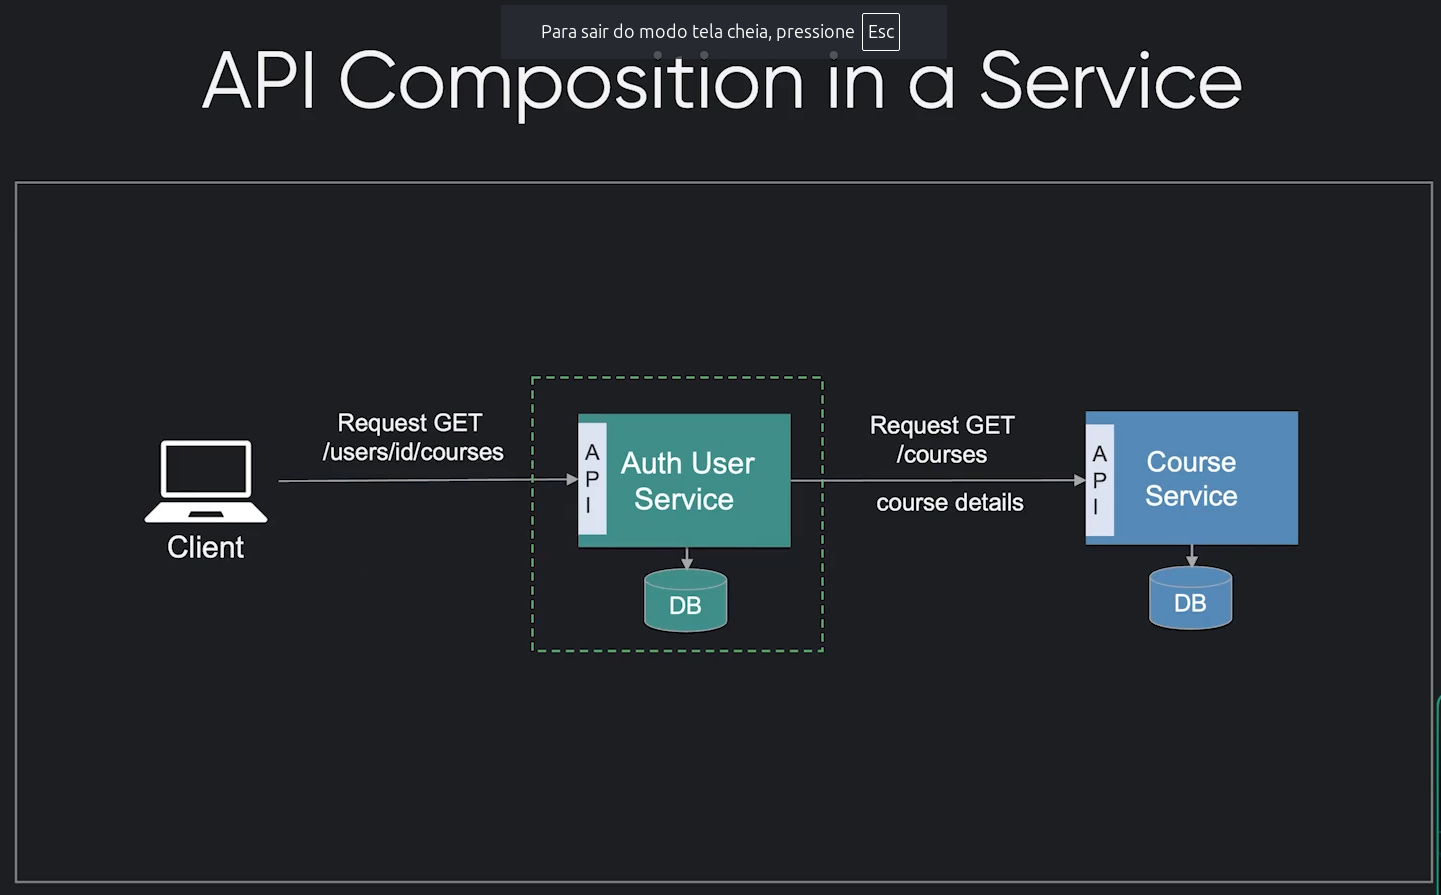 Para sair do modo tela cheia, pressione Esc
API Composition in a Service
Request GET
/users/id/courses
Client
A
P
I
Auth User
Service
DB
Request GET
/courses
course details
A
P
I
Course
Service
DB